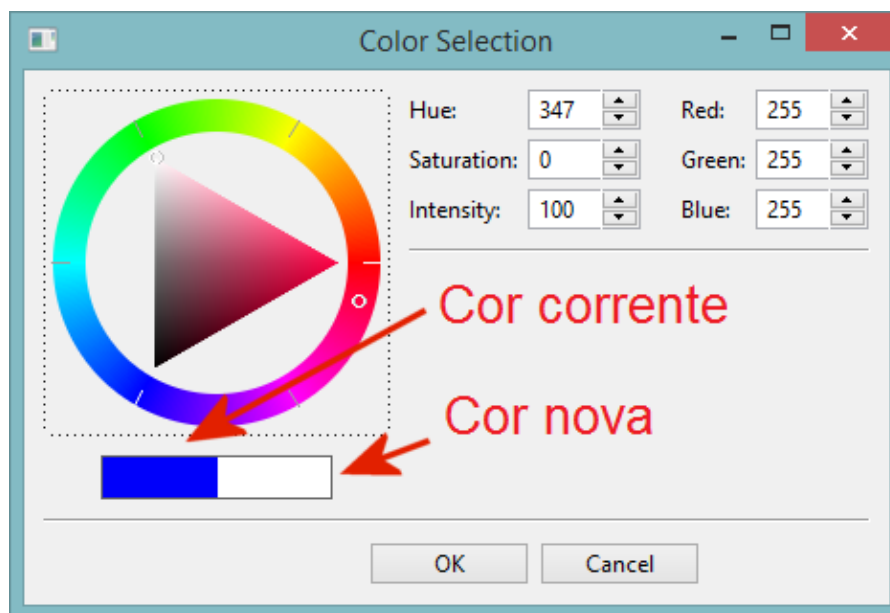 Color Selection
Hue: 347 Red: 255
Saturation: 0 Green: 255
Intensity: 100 Blue: 255
Cor corrente
Cor nova
OK Cancel